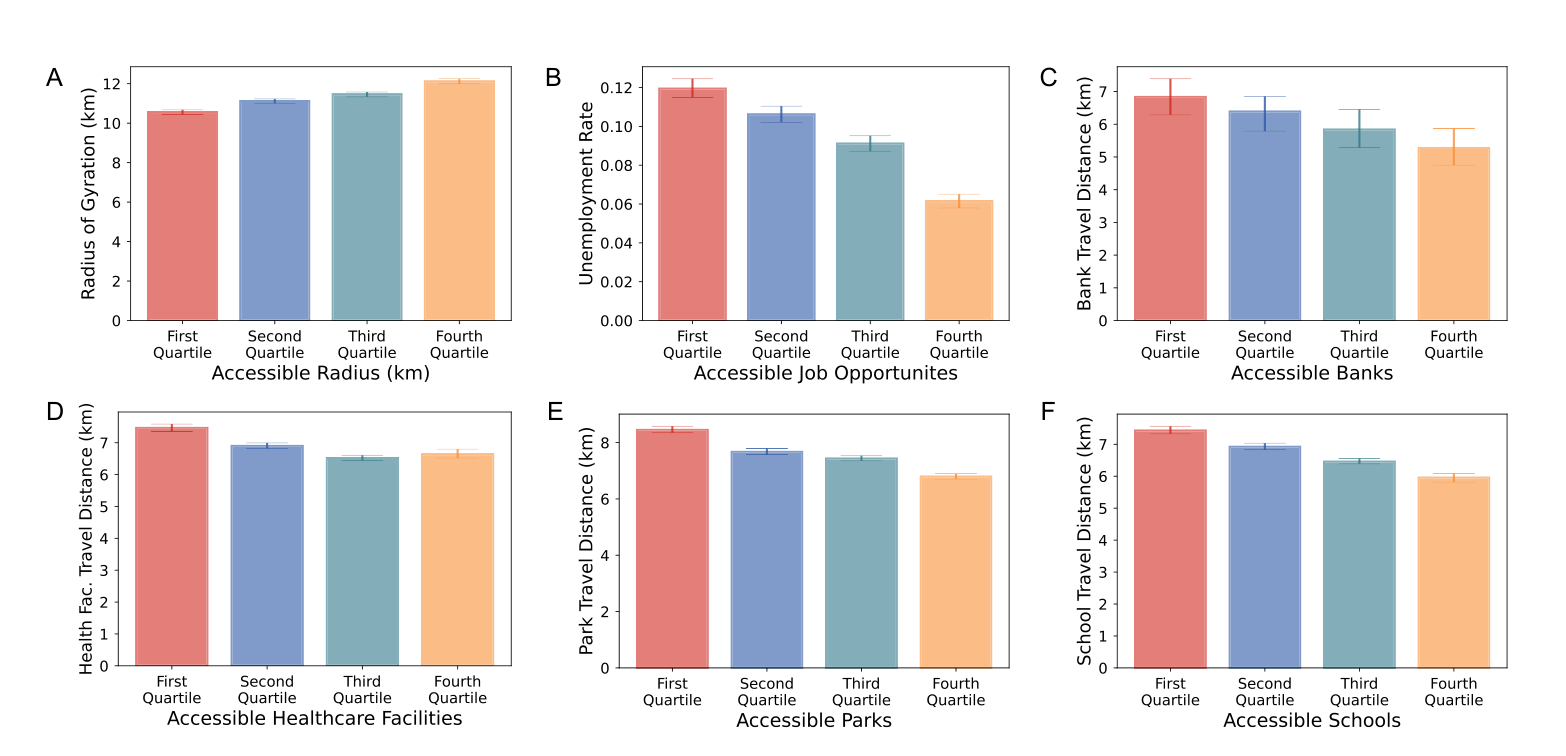 A
Radius of Gyration (km)
12
10
8
6
4
2
0
First
Quartile
Second
Quartile
Third
Quartile
Fourth
Quartile
Accessible Radius (km)
B
Unemployment Rate
0.12
0.10
0.08
0.06
0.04
0.02
0.00
First
Quartile
Second
Quartile
Third
Quartile
Fourth
Quartile
Accessible Job Opportunites
C
Bank Travel Distance (km)
7
6
5
4
3
2
1
0
First
Quartile
Second
Quartile
Third
Quartile
Fourth
Quartile
Accessible Banks
D
Health Fac. Travel Distance (km)
7
6
5
4
3
2
1
0
First
Quartile
Second
Quartile
Third
Quartile
Fourth
Quartile
Accessible Healthcare Facilities
E
Park Travel Distance (km)
8
6
4
2
0
First
Quartile
Second
Quartile
Third
Quartile
Fourth
Quartile
Accessible Parks
F
School Travel Distance (km)
7
6
5
4
3
2
1
0
First
Quartile
Second
Quartile
Third
Quartile
Fourth
Quartile
Accessible Schools